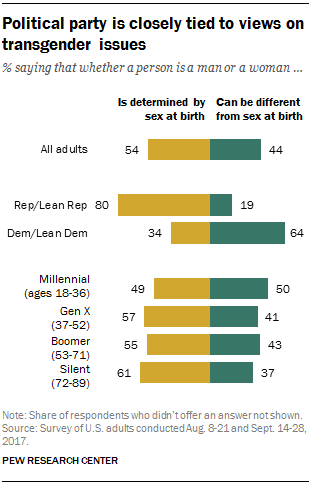 Political party is closely tied to views on
transgender issues
% saying that whether a person is a man or a woman ...
Is determined by sex at birth
Can be different from sex at birth
All adults 54 44
Rep/Lean Rep 80 19
Dem/Lean Dem 34 64
Millennial (ages 18-36) 49 50
Gen X (37-52) 57 41
Boomer (53-71) 55 43
Silent (72-89) 61 37
Note: Share of respondents who didn't offer an answer not shown.
Source: Survey of U.S. adults conducted Aug. 8-21 and Sept. 14-28,
2017.
PEW RESEARCH CENTER